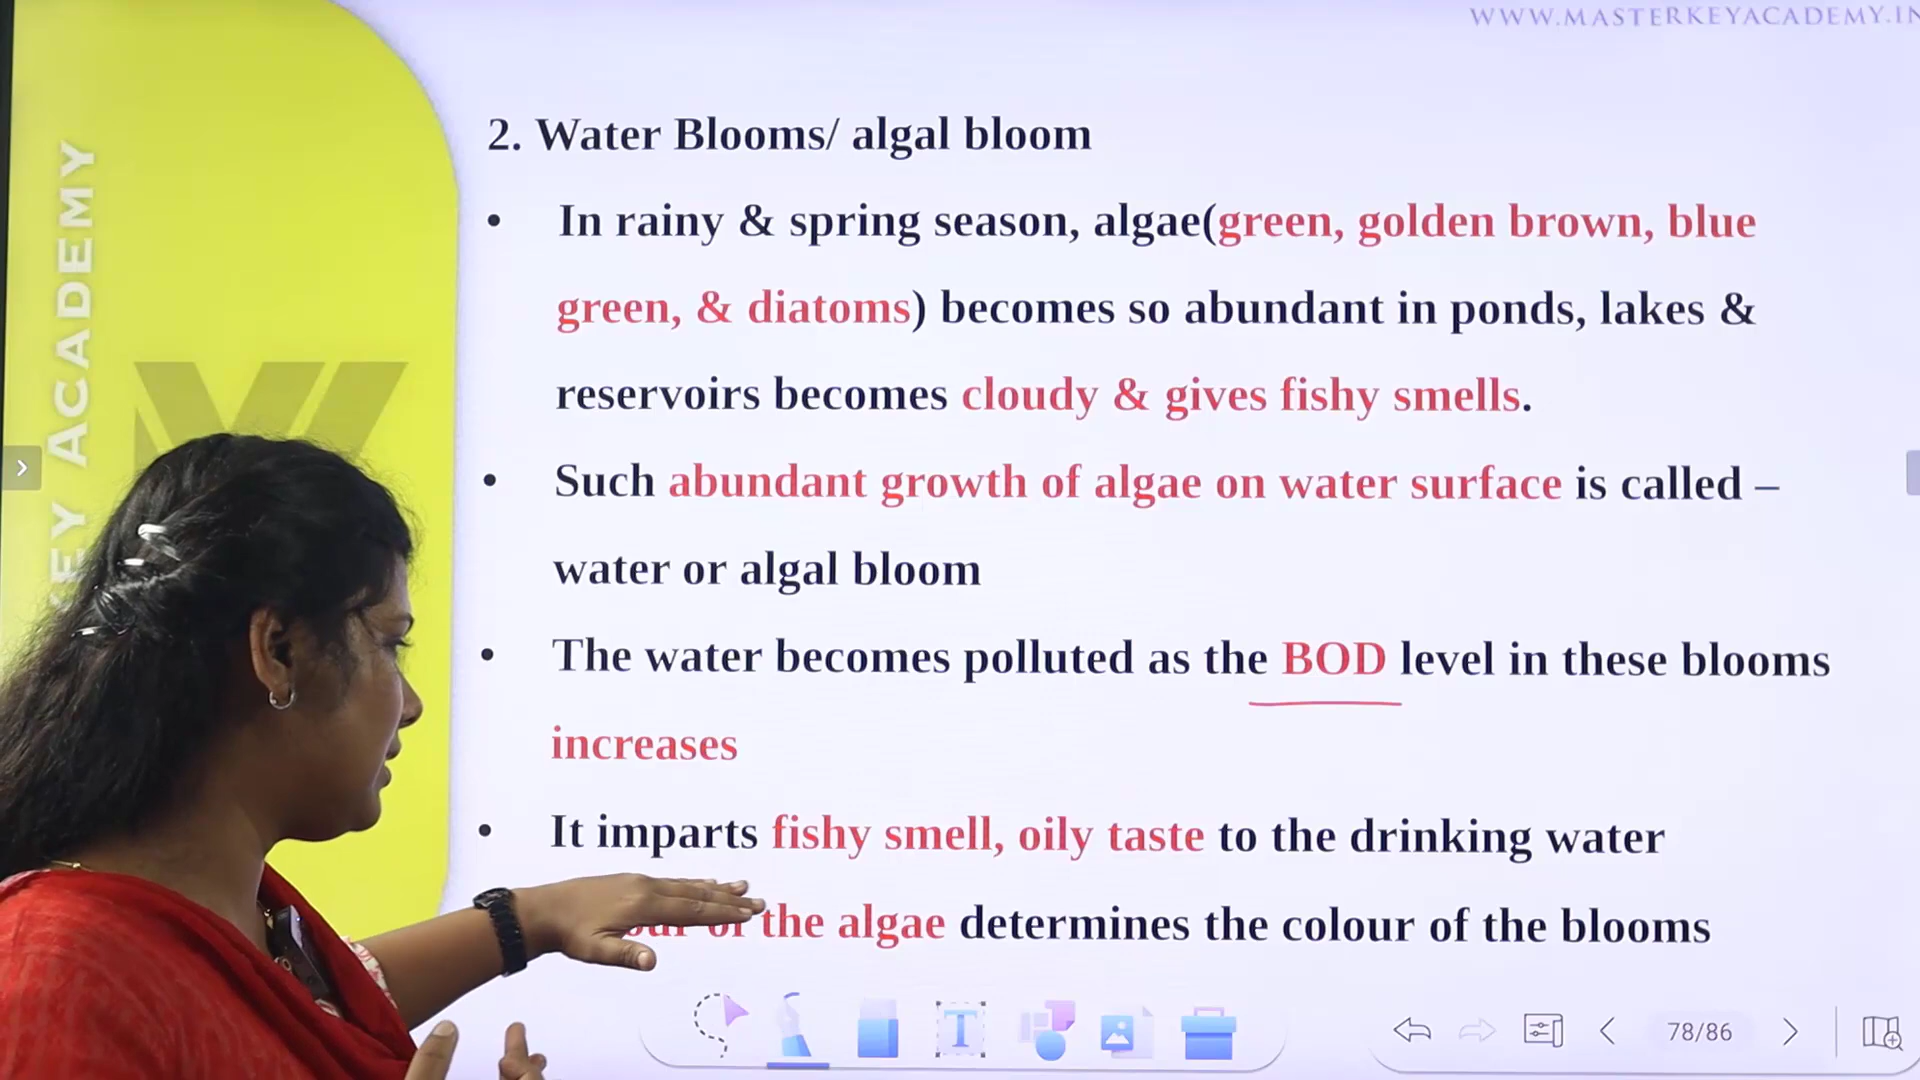 WWW.MASTERKEYACADEMY.IN
KEY ACADEMY
2. Water Blooms/ algal bloom
• In rainy & spring season, algae(green, golden brown, blue
green, & diatoms) becomes so abundant in ponds, lakes &
reservoirs becomes cloudy & gives fishy smells.
• Such abundant growth of algae on water surface is called –
water or algal bloom
• The water becomes polluted as the BOD level in these blooms
increases
• It imparts fishy smell, oily taste to the drinking water
the algae determines the colour of the blooms
78/86